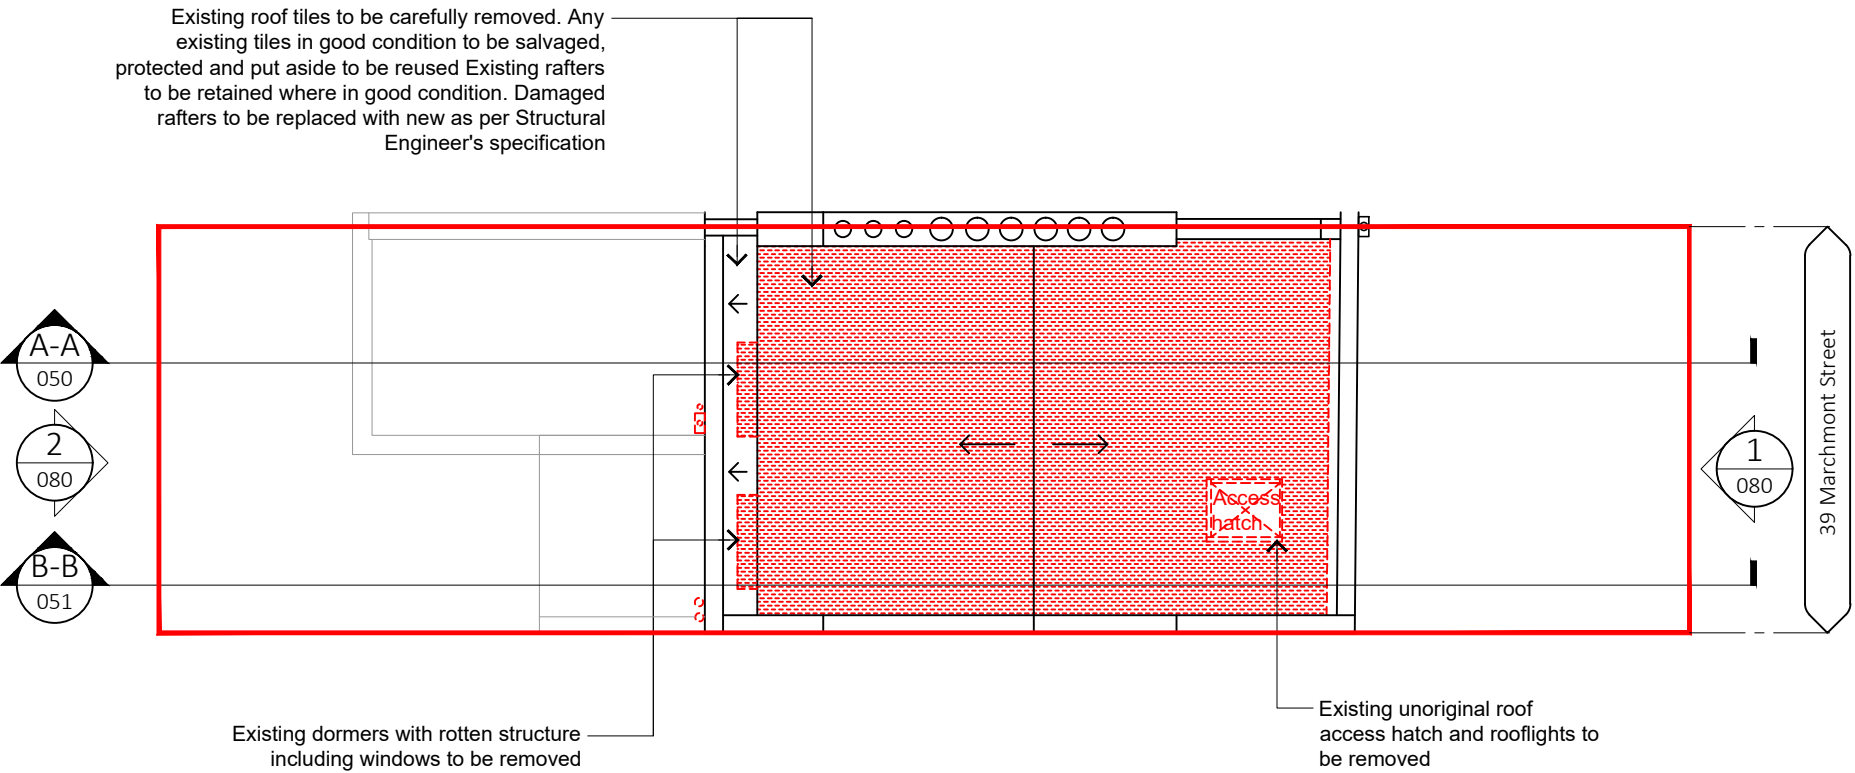 Existing roof tiles to be carefully removed. Any
existing tiles in good condition to be salvaged,
protected and put aside to be reused Existing rafters
to be retained where in good condition. Damaged
rafters to be replaced with new as per Structural
Engineer's specification
A-A
050
2
080
B-B
051
Access
hatch
1
080
39 Marchmont Street
Existing dormers with rotten structure
including windows to be removed
Existing unoriginal roof
access hatch and rooflights to
be removed